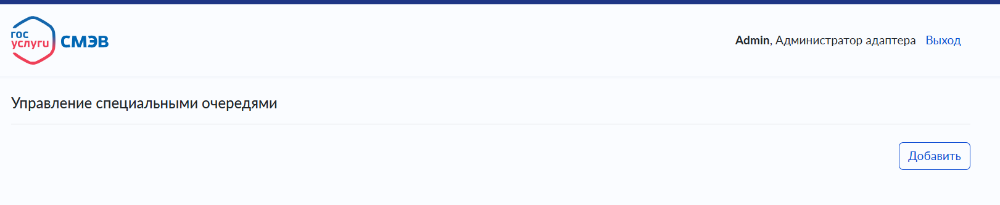 гос
услуги СМЭВ
Admin, Администратор адаптера Выход
Управление специальными очередями
Добавить